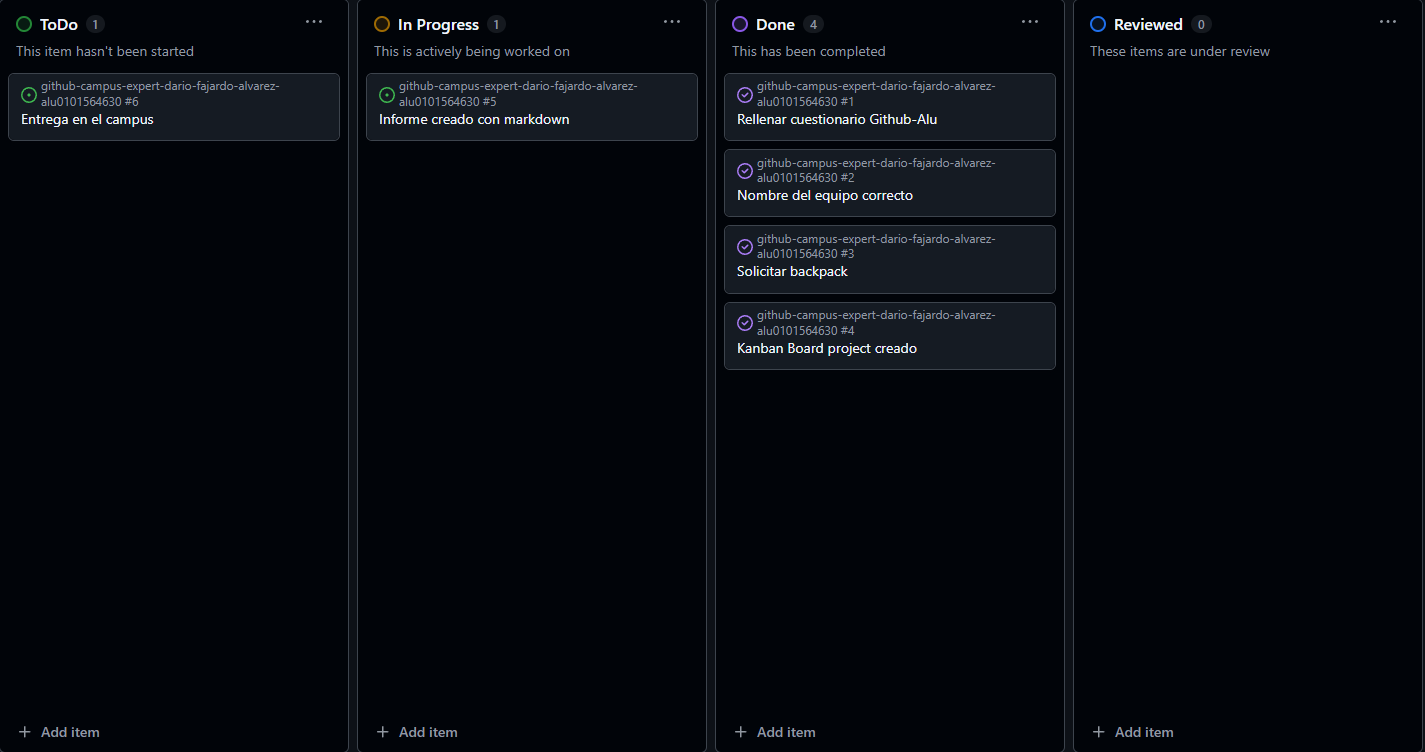 ToDo 1
This item hasn't been started
github-campus-expert-dario-fajardo-alvarez-
alu0101564630 #6
Entrega en el campus
Add item
In Progress 1
This is actively being worked on
github-campus-expert-dario-fajardo-alvarez-
alu0101564630 #5
Informe creado con markdown
Add item
Done 4
This has been completed
github-campus-expert-dario-fajardo-alvarez-
alu0101564630 #1
Rellenar cuestionario Github-Alu
github-campus-expert-dario-fajardo-alvarez-
alu0101564630 #2
Nombre del equipo correcto
github-campus-expert-dario-fajardo-alvarez-
alu0101564630 #3
Solicitar backpack
github-campus-expert-dario-fajardo-alvarez-
alu0101564630 #4
Kanban Board project creado
Add item
Reviewed 0
These items are under review
Add item